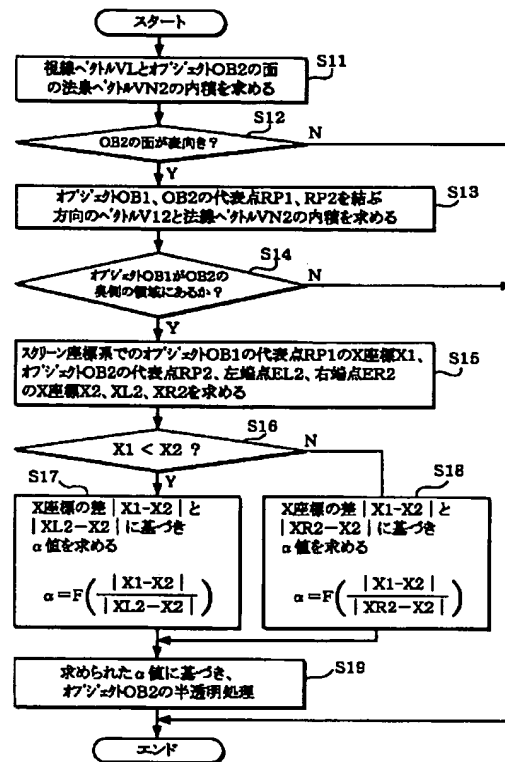 スタート
S11
視線ベクトルVLとオブジェクトOB2の面
の法線ベクトルVN2の内積を求める
S12
OB2の面が表向き?
N
Y
S13
オブジェクトOB1、OB2の代表点RP1、RP2を結ぶ
方向のベクトルV12と法線ベクトルVN2の内積を求める
S14
オブジェクトOB1がOB2の
裏側の領域にあるか?
N
Y
S15
スクリーン座標系でのオブジェクトOB1の代表点RP1のX座標X1、
オブジェクトOB2の代表点RP2、左端点EL2、右端点ER2
のX座標X2、XL2、XR2を求める
S16
X1 < X2 ?
N
Y
S17
X座標の差|X1-X2|と
|XL2-X2|に基づき
α値を求める
α=F(|X1-X2| / |XL2-X2|)
S18
X座標の差|X1-X2|と
|XR2-X2|に基づき
α値を求める
α=F(|X1-X2| / |XR2-X2|)
S19
求められたα値に基づき、
オブジェクトOB2の半透明処理
エンド